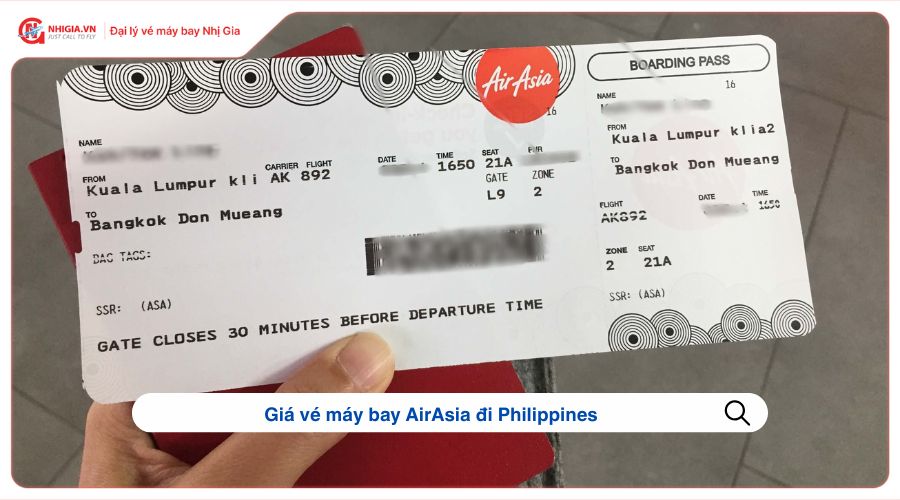 NHIGIA.VN
JUST CALL TO FLY
Đại lý vé máy bay Nhị Gia
AirAsia
BOARDING PASS
16
16
NAME
NAME
FROM
Kuala Lumpur kli
CARRIER FLIGHT
AK 892
DATE
TIME
1650
SEAT
21A
GATE
L9
ZONE
2
TO
Bangkok Don Mueang
BAG TAGS:
SSR: (ASA)
GATE CLOSES 30 MINUTES BEFORE DEPARTURE TIME
FROM
Kuala Lumpur klia2
TO
Bangkok Don Mueang
FLIGHT
AK892
DATE
TIME
1650
ZONE
2
SEAT
21A
SSR: (ASA)
Giá vé máy bay AirAsia đi Philippines